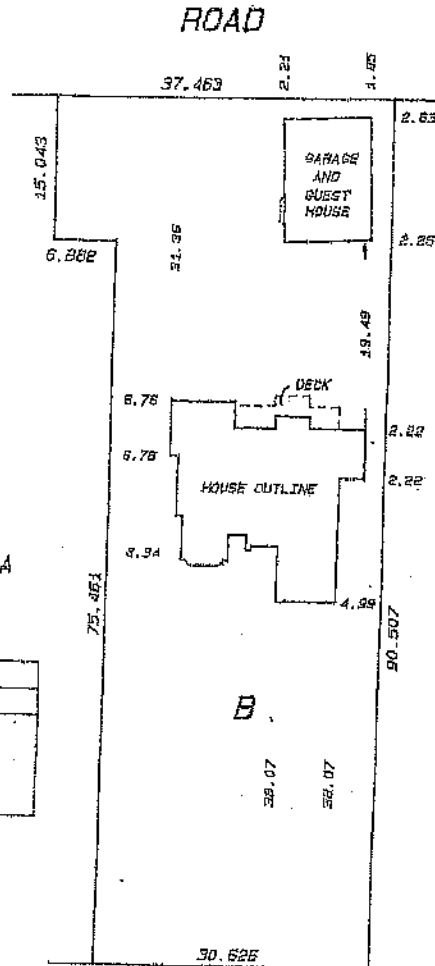 ROAD
37.463
2.21
1.85
2.63
15.043
GARAGE
AND
GUEST
HOUSE
2.26
6.882
31.36
19.49
DECK
6.76
2.22
6.76
HOUSE OUTLINE
2.22
A
4.99
75.461
90.507
B
38.07
38.07
30.626